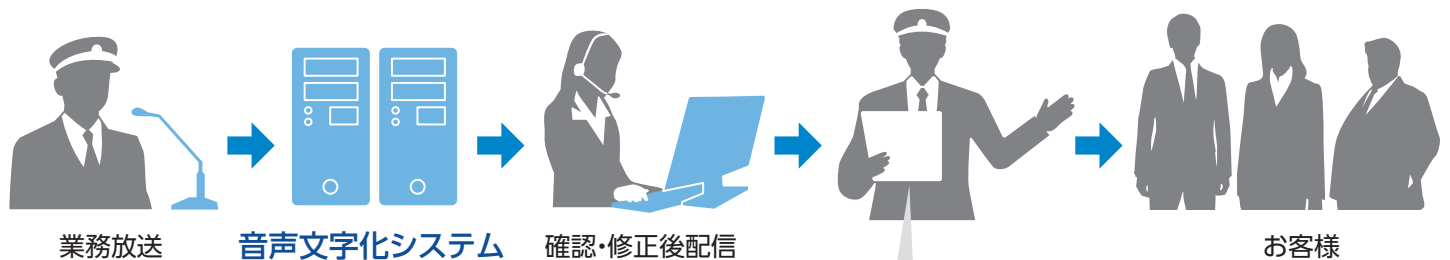 業務放送
音声文字化システム
確認・修正後配信
お客様